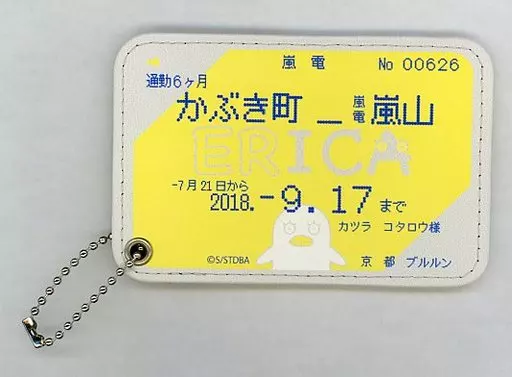 嵐電 No 00626
通勤6ヶ月
かぶき町 _ 嵐電 嵐山
ERICA
-7月21日から
2018.-9.17まで
カツラ コタロウ様
©S/STDBA
京都 ブルルン